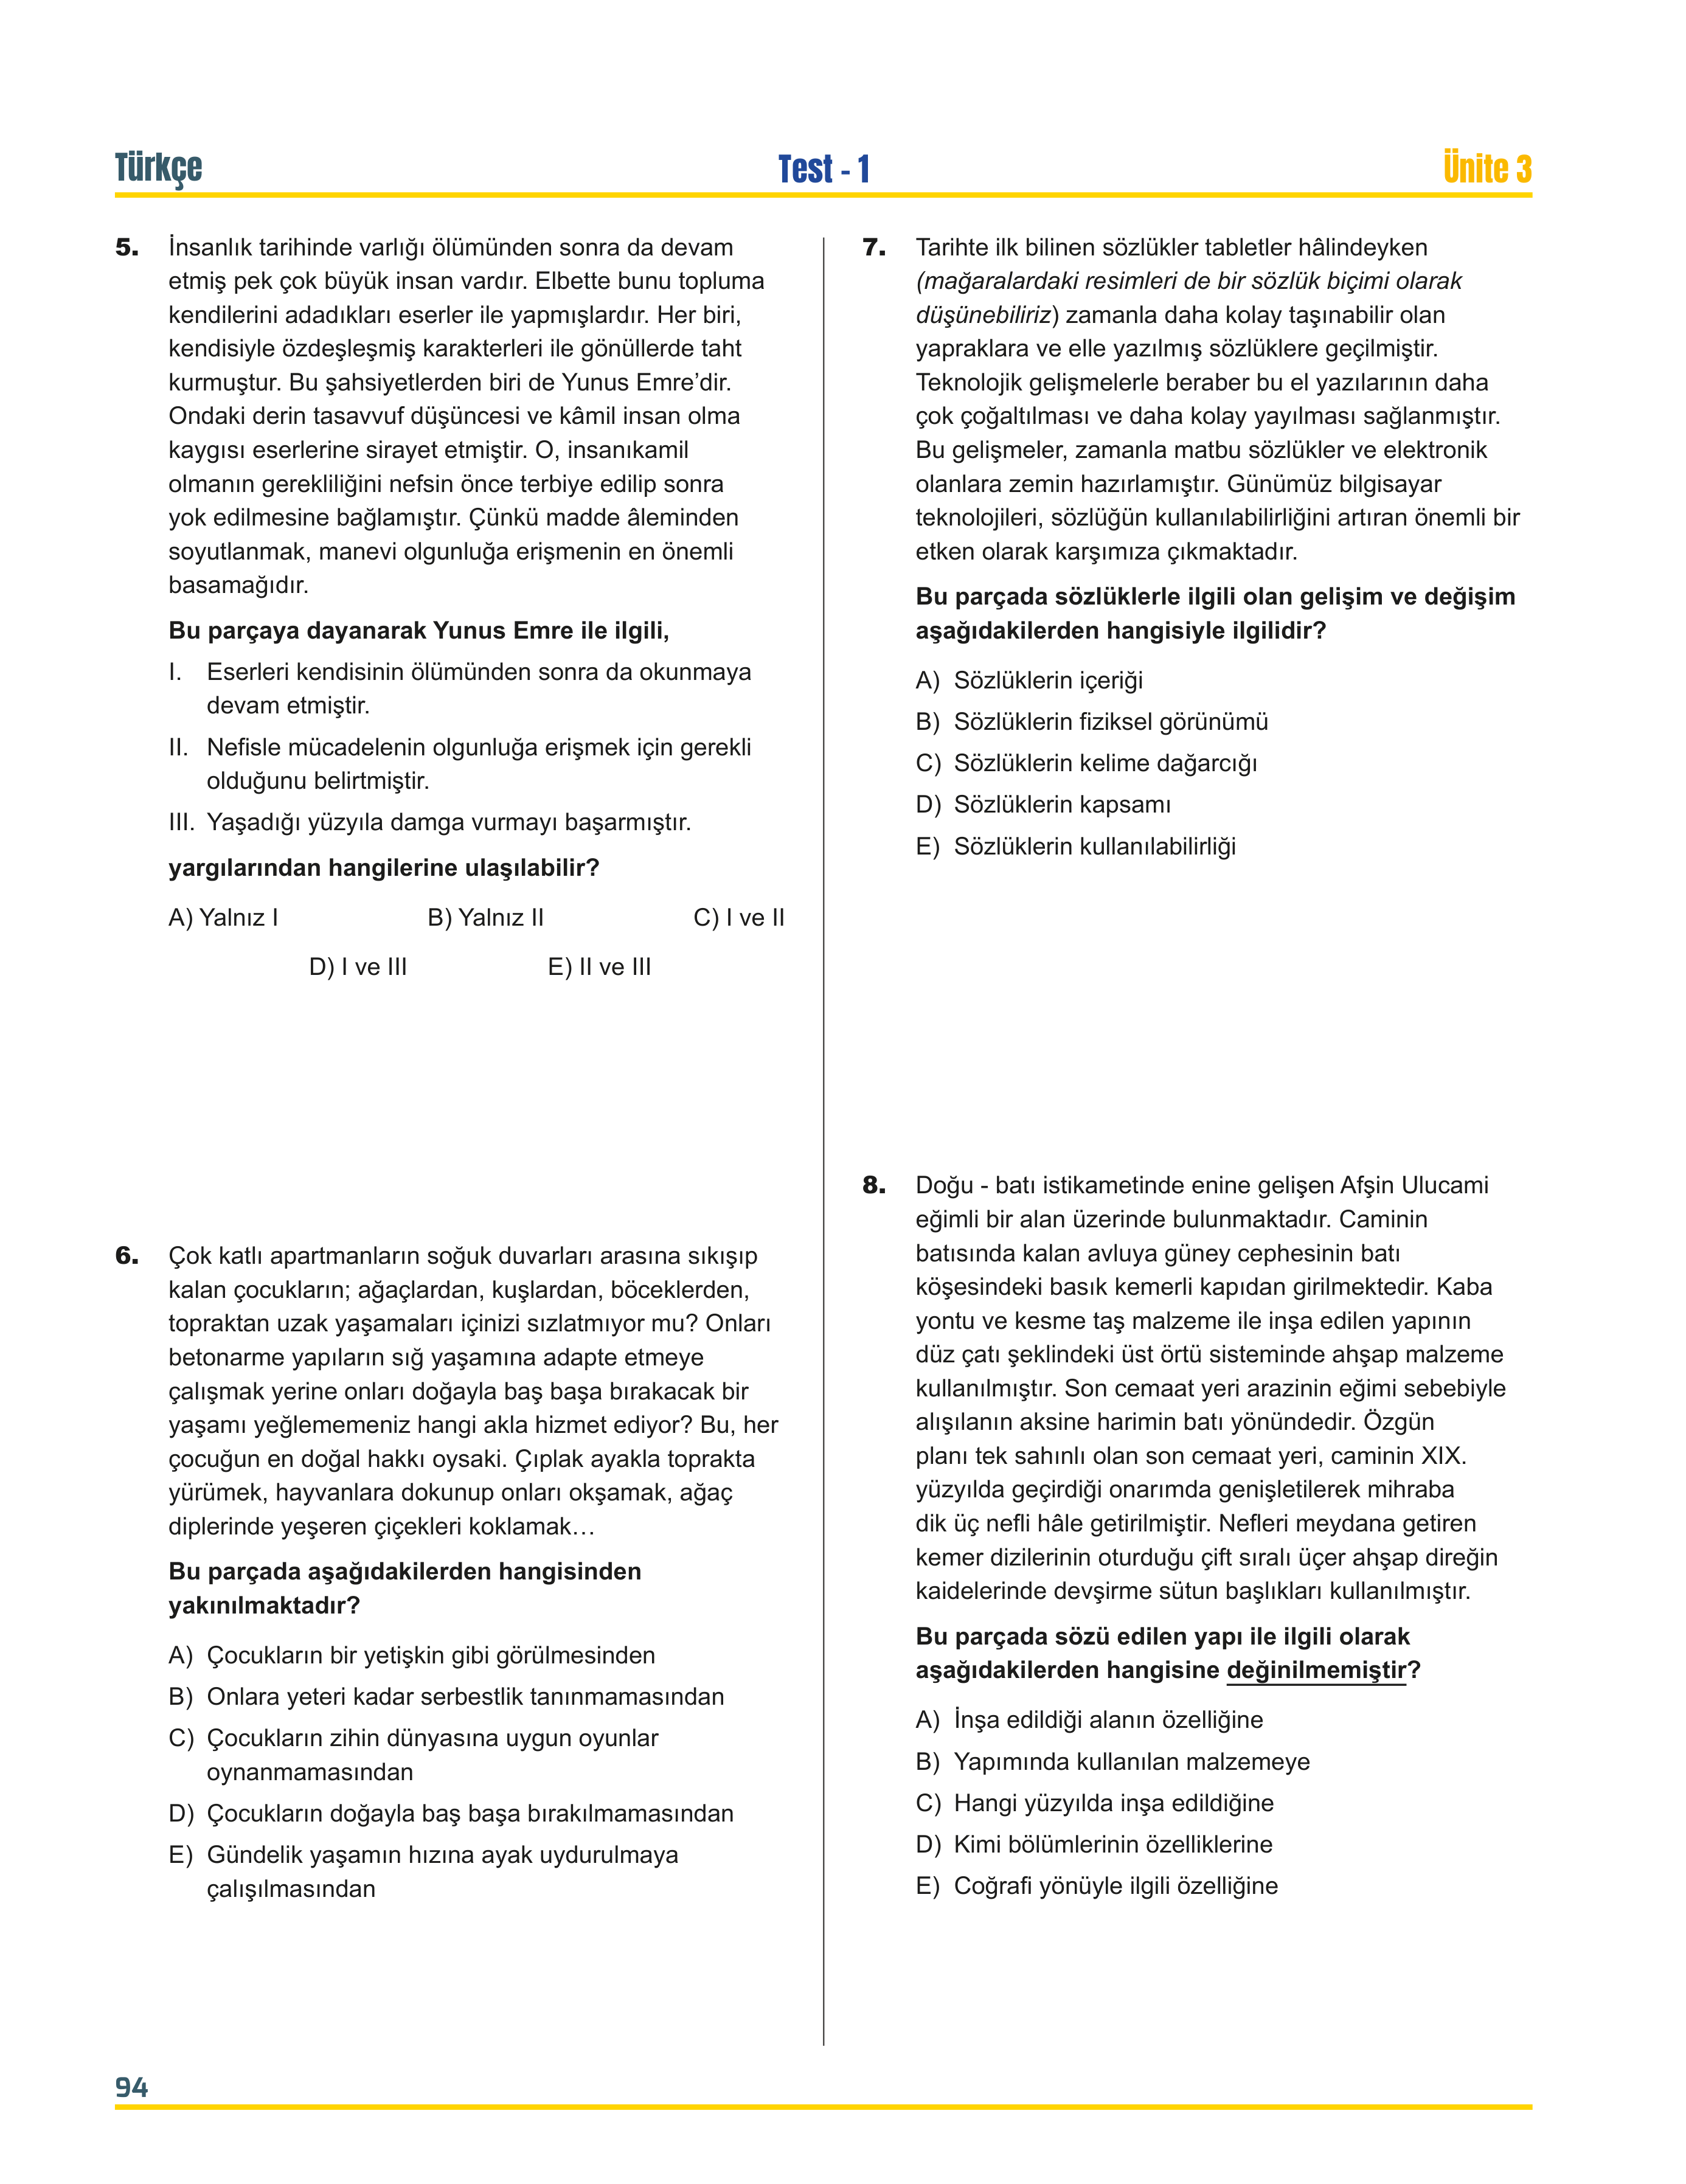 Türkçe
Test - 1
Ünite 3
5. İnsanlık tarihinde varlığı ölümünden sonra da devam
etmiş pek çok büyük insan vardır. Elbette bunu topluma
kendilerini adadıkları eserler ile yapmışlardır. Her biri,
kendisiyle özdeşleşmiş karakterleri ile gönüllerde taht
kurmuştur. Bu şahsiyetlerden biri de Yunus Emre’dir.
Ondaki derin tasavvuf düşüncesi ve kâmil insan olma
kaygısı eserlerine sirayet etmiştir. O, insanıkamil
olmanın gerekliliğini nefsin önce terbiye edilip sonra
yok edilmesine bağlamıştır. Çünkü madde âleminden
soyutlanmak, manevi olgunluğa erişmenin en önemli
basamağıdır.
Bu parçaya dayanarak Yunus Emre ile ilgili,
I. Eserleri kendisinin ölümünden sonra da okunmaya
devam etmiştir.
II. Nefisle mücadelenin olgunluğa erişmek için gerekli
olduğunu belirtmiştir.
III. Yaşadığı yüzyıla damga vurmayı başarmıştır.
yargılarından hangilerine ulaşılabilir?
A) Yalnız I B) Yalnız II C) I ve II
D) I ve III E) II ve III
6. Çok katlı apartmanların soğuk duvarları arasına sıkışıp
kalan çocukların; ağaçlardan, kuşlardan, böceklerden,
topraktan uzak yaşamaları içinizi sızlatmıyor mu? Onları
betonarme yapıların sığ yaşamına adapte etmeye
çalışmak yerine onları doğayla baş başa bırakacak bir
yaşamı yeğlememeniz hangi akla hizmet ediyor? Bu, her
çocuğun en doğal hakkı oysaki. Çıplak ayakla toprakta
yürümek, hayvanlara dokunup onları okşamak, ağaç
diplerinde yeşeren çiçekleri koklamak…
Bu parçada aşağıdakilerden hangisinden
yakınılmaktadır?
A) Çocukların bir yetişkin gibi görülmesinden
B) Onlara yeteri kadar serbestlik tanınmamasından
C) Çocukların zihin dünyasına uygun oyunlar
oynanmamasından
D) Çocukların doğayla baş başa bırakılmamasından
E) Gündelik yaşamın hızına ayak uydurulmaya
çalışılmasından
7. Tarihte ilk bilinen sözlükler tabletler hâlindeyken
(mağaralardaki resimleri de bir sözlük biçimi olarak
düşünebiliriz) zamanla daha kolay taşınabilir olan
yapraklara ve elle yazılmış sözlüklere geçilmiştir.
Teknolojik gelişmelerle beraber bu el yazılarının daha
çok çoğaltılması ve daha kolay yayılması sağlanmıştır.
Bu gelişmeler, zamanla matbu sözlükler ve elektronik
olanlara zemin hazırlamıştır. Günümüz bilgisayar
teknolojileri, sözlüğün kullanılabilirliğini artıran önemli bir
etken olarak karşımıza çıkmaktadır.
Bu parçada sözlüklerle ilgili olan gelişim ve değişim
aşağıdakilerden hangisiyle ilgilidir?
A) Sözlüklerin içeriği
B) Sözlüklerin fiziksel görünümü
C) Sözlüklerin kelime dağarcığı
D) Sözlüklerin kapsamı
E) Sözlüklerin kullanılabilirliği
8. Doğu - batı istikametinde enine gelişen Afşin Ulucami
eğimli bir alan üzerinde bulunmaktadır. Caminin
batısında kalan avluya güney cephesinin batı
köşesindeki basık kemerli kapıdan girilmektedir. Kaba
yontu ve kesme taş malzeme ile inşa edilen yapının
düz çatı şeklindeki üst örtü sisteminde ahşap malzeme
kullanılmıştır. Son cemaat yeri arazinin eğimi sebebiyle
alışılanın aksine harimin batı yönündedir. Özgün
planı tek sahınlı olan son cemaat yeri, caminin XIX.
yüzyılda geçirdiği onarımda genişletilerek mihraba
dik üç nefli hâle getirilmiştir. Nefleri meydana getiren
kemer dizilerinin oturduğu çift sıralı üçer ahşap direğin
kaidelerinde devşirme sütun başlıkları kullanılmıştır.
Bu parçada sözü edilen yapı ile ilgili olarak
aşağıdakilerden hangisine değinilmemiştir?
A) İnşa edildiği alanın özelliğine
B) Yapımında kullanılan malzemeye
C) Hangi yüzyılda inşa edildiğine
D) Kimi bölümlerinin özelliklerine
E) Coğrafi yönüyle ilgili özelliğine
94